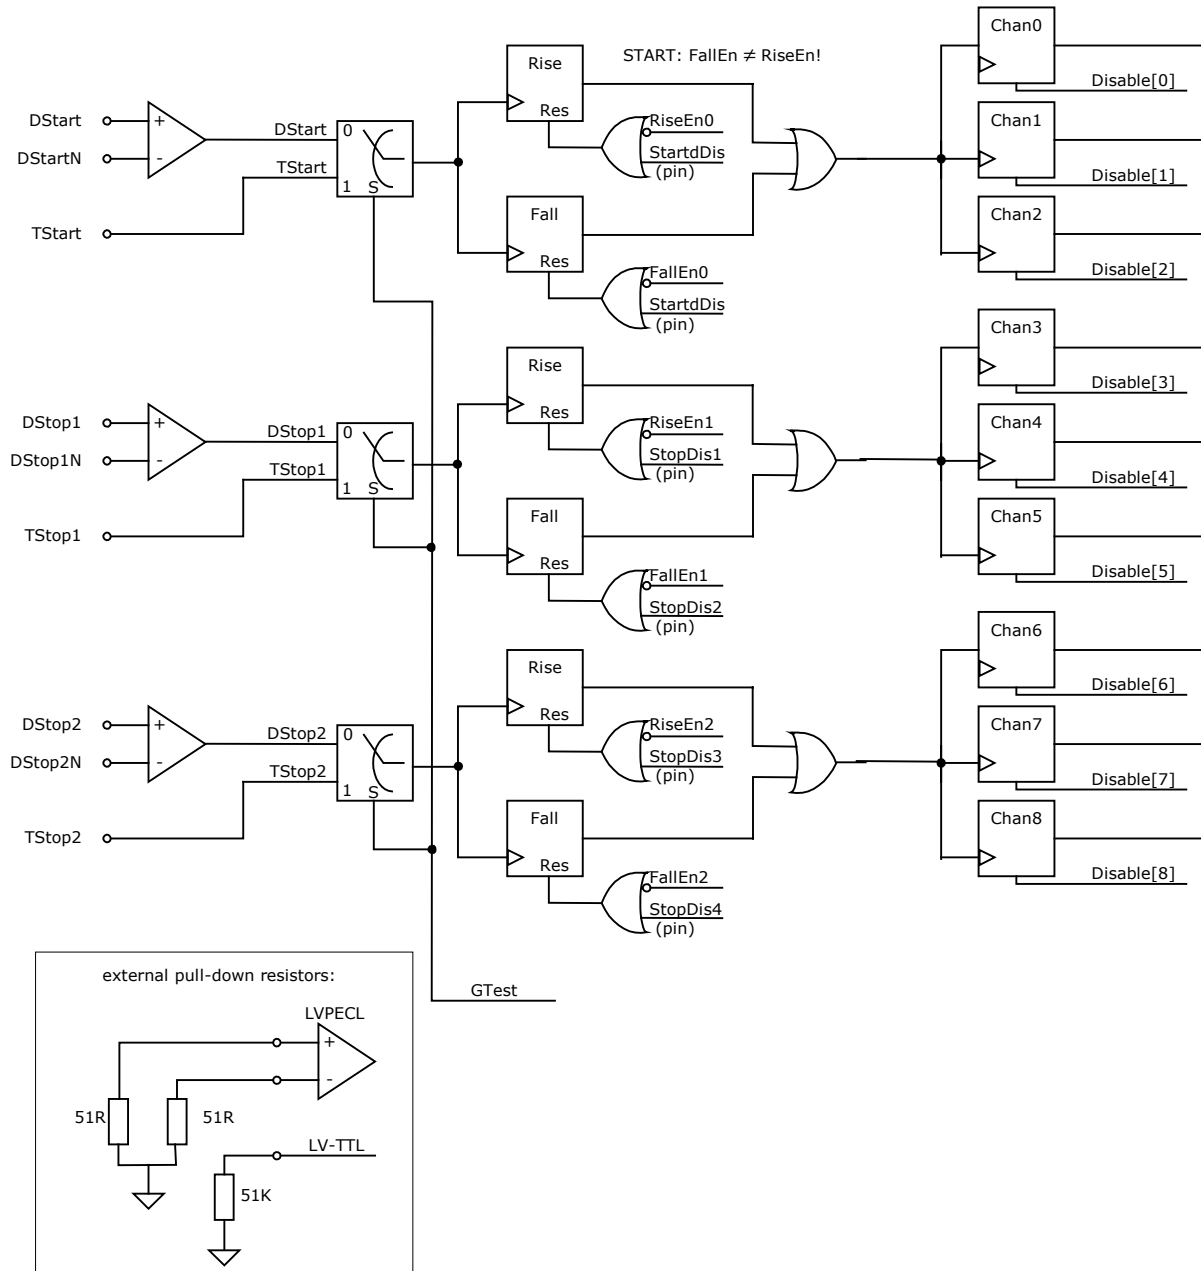 Chan0
Rise
START: FallEn ≠ RiseEn!
Disable[0]
Res
DStart
+
DStart
0
RiseEn0
Chan1
DStartN
-
TStart
StartdDis
1
S
(pin)
Disable[1]
Fall
Chan2
TStart
Res
FallEn0
Disable[2]
StartdDis
(pin)
Chan3
Rise
Disable[3]
Res
DStop1
+
DStop1
0
RiseEn1
Chan4
DStop1N
-
TStop1
StopDis1
1
S
(pin)
Disable[4]
Fall
Chan5
TStop1
Res
FallEn1
Disable[5]
StopDis2
(pin)
Chan6
Rise
Disable[6]
Res
DStop2
+
DStop2
0
RiseEn2
Chan7
DStop2N
-
TStop2
StopDis3
1
S
(pin)
Disable[7]
Fall
Chan8
TStop2
Res
FallEn2
Disable[8]
StopDis4
(pin)
external pull-down resistors:
GTest
LVPECL
+
-
51R
51R
LV-TTL
51K